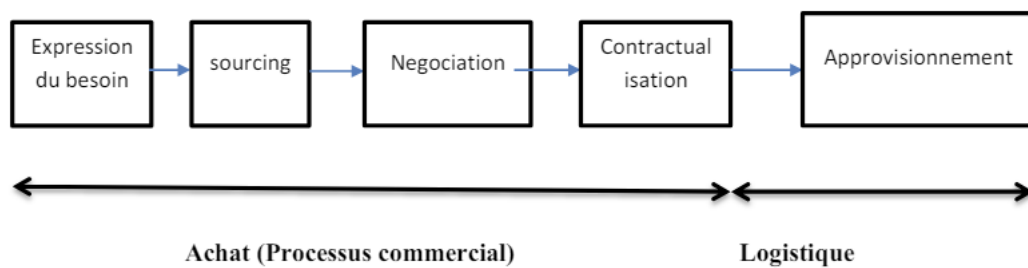 Expression
du besoin
sourcing
Negociation
Contractual
isation
Approvisionnement
Achat (Processus commercial)
Logistique